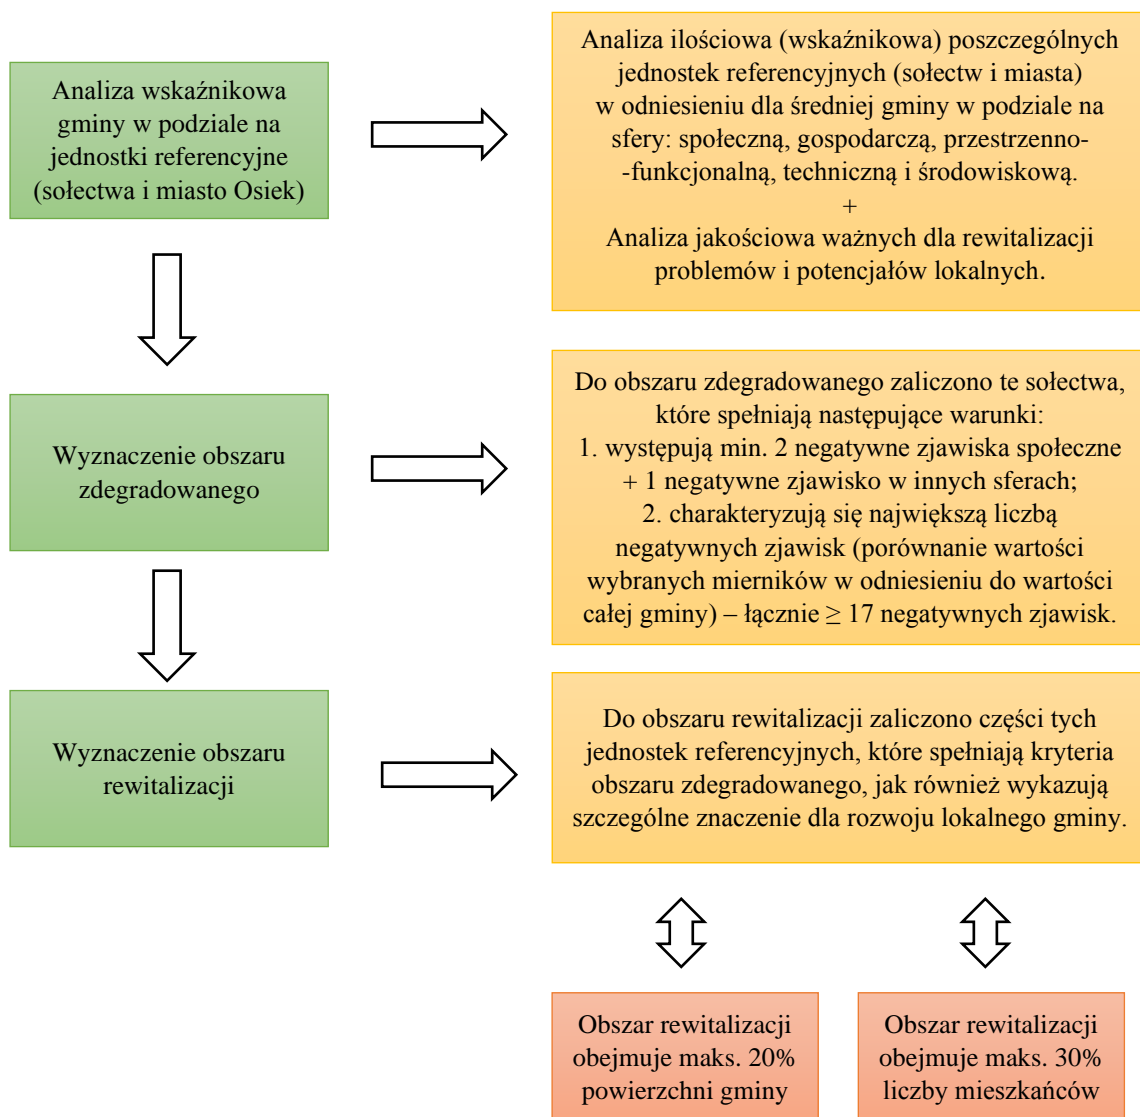 Analiza wskaźnikowa
gminy w podziale na
jednostki referencyjne
(sołectwa i miasto Osiek)
Analiza ilościowa (wskaźnikowa) poszczególnych
jednostek referencyjnych (sołectw i miasta)
w odniesieniu dla średniej gminy w podziale na
sfery: społeczną, gospodarczą, przestrzenno-
-funkcjonalną, techniczną i środowiskową.
+
Analiza jakościowa ważnych dla rewitalizacji
problemów i potencjałów lokalnych.
Wyznaczenie obszaru
zdegradowanego
Do obszaru zdegradowanego zaliczono te sołectwa,
które spełniają następujące warunki:
1. występują min. 2 negatywne zjawiska społeczne
+ 1 negatywne zjawisko w innych sferach;
2. charakteryzują się największą liczbą
negatywnych zjawisk (porównanie wartości
wybranych mierników w odniesieniu do wartości
całej gminy) – łącznie ≥ 17 negatywnych zjawisk.
Wyznaczenie obszaru
rewitalizacji
Do obszaru rewitalizacji zaliczono części tych
jednostek referencyjnych, które spełniają kryteria
obszaru zdegradowanego, jak również wykazują
szczególne znaczenie dla rozwoju lokalnego gminy.
Obszar rewitalizacji
obejmuje maks. 20%
powierzchni gminy
Obszar rewitalizacji
obejmuje maks. 30%
liczby mieszkańców